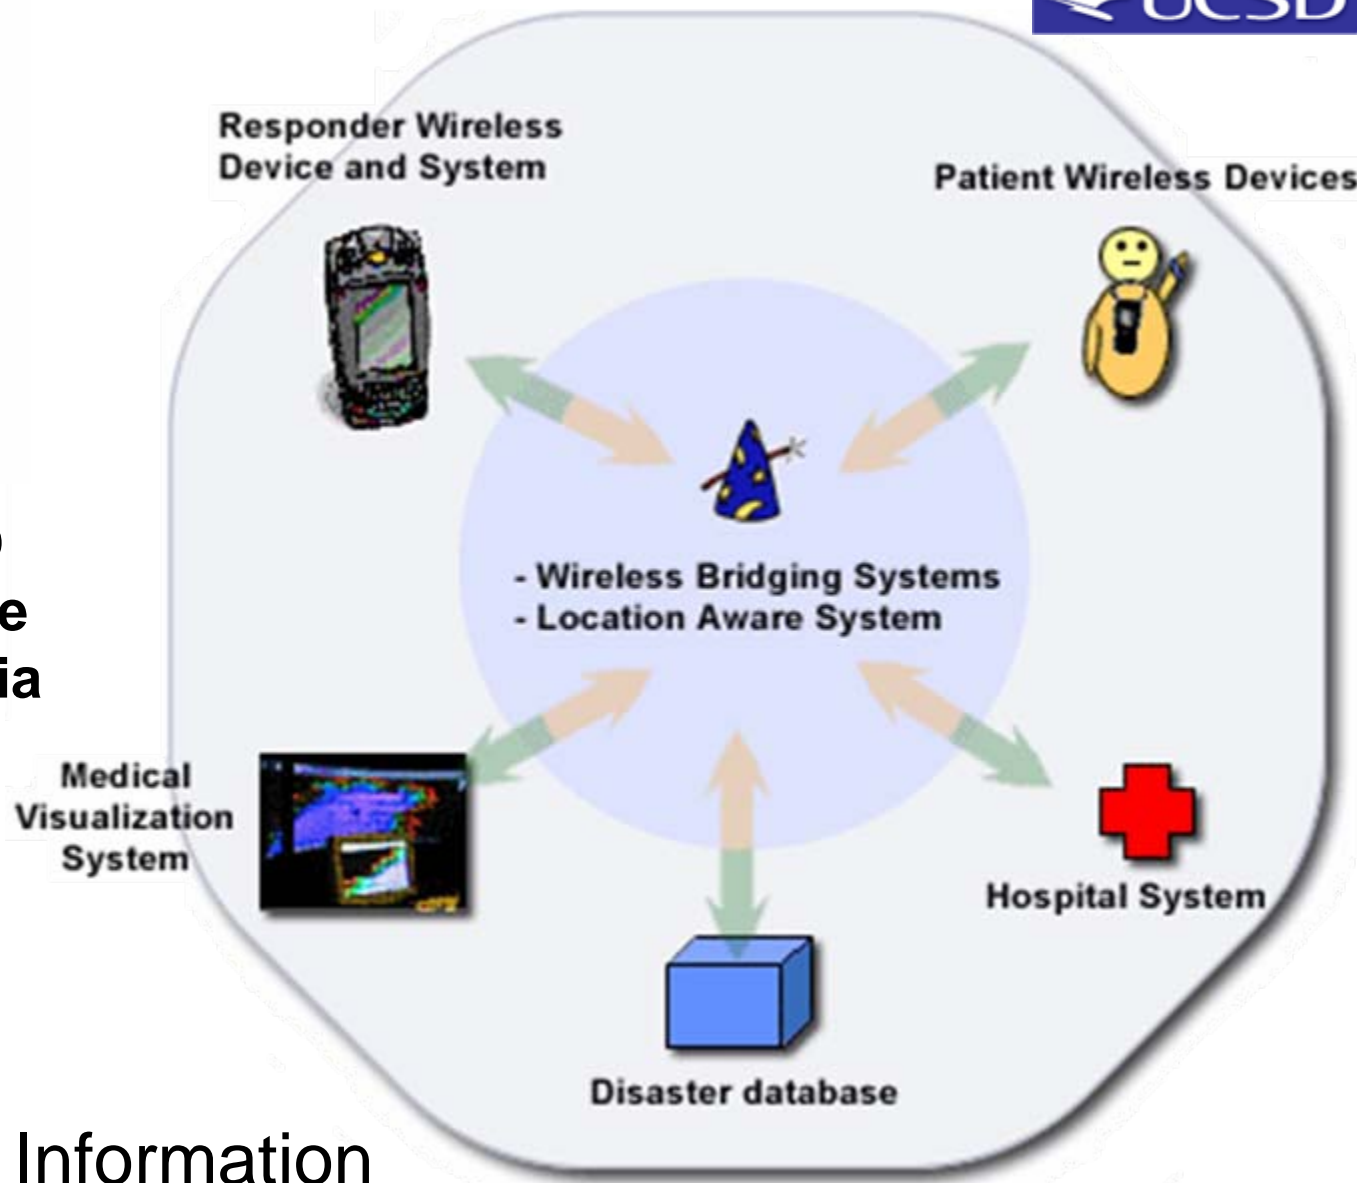 UCSD
Responder Wireless
Device and System
Patient Wireless Devices
- Wireless Bridging Systems
- Location Aware System
Medical
Visualization
System
Hospital System
Disaster database
Information